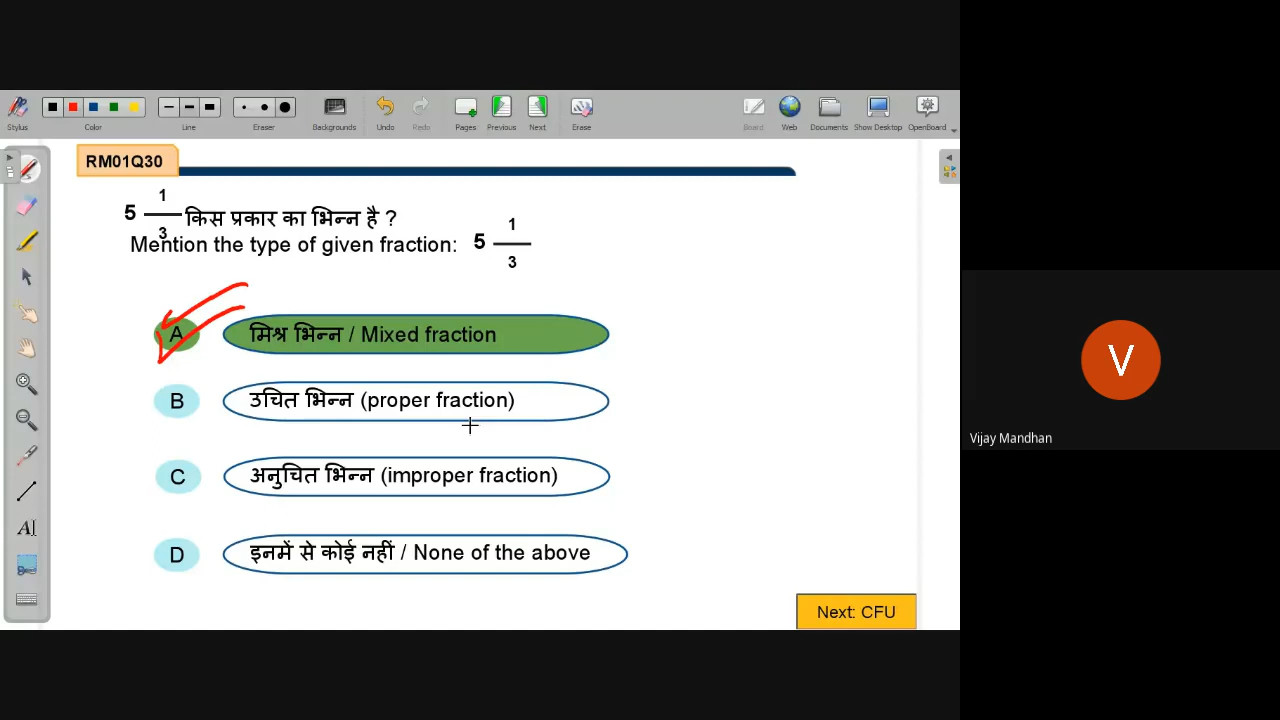 Stylus
Color
Line
Eraser
Backgrounds
Undo
Redo
Pages
Previous
Next
Erase
Board
Web
Documents
Show Desktop
OpenBoard
RM01Q30
5 1/3 किस प्रकार का भिन्न है ?
Mention the type of given fraction: 5 1/3
A मिश्र भिन्न / Mixed fraction
B उचित भिन्न (proper fraction)
C अनुचित भिन्न (improper fraction)
D इनमें से कोई नहीं / None of the above
Next: CFU
V
Vijay Mandhan